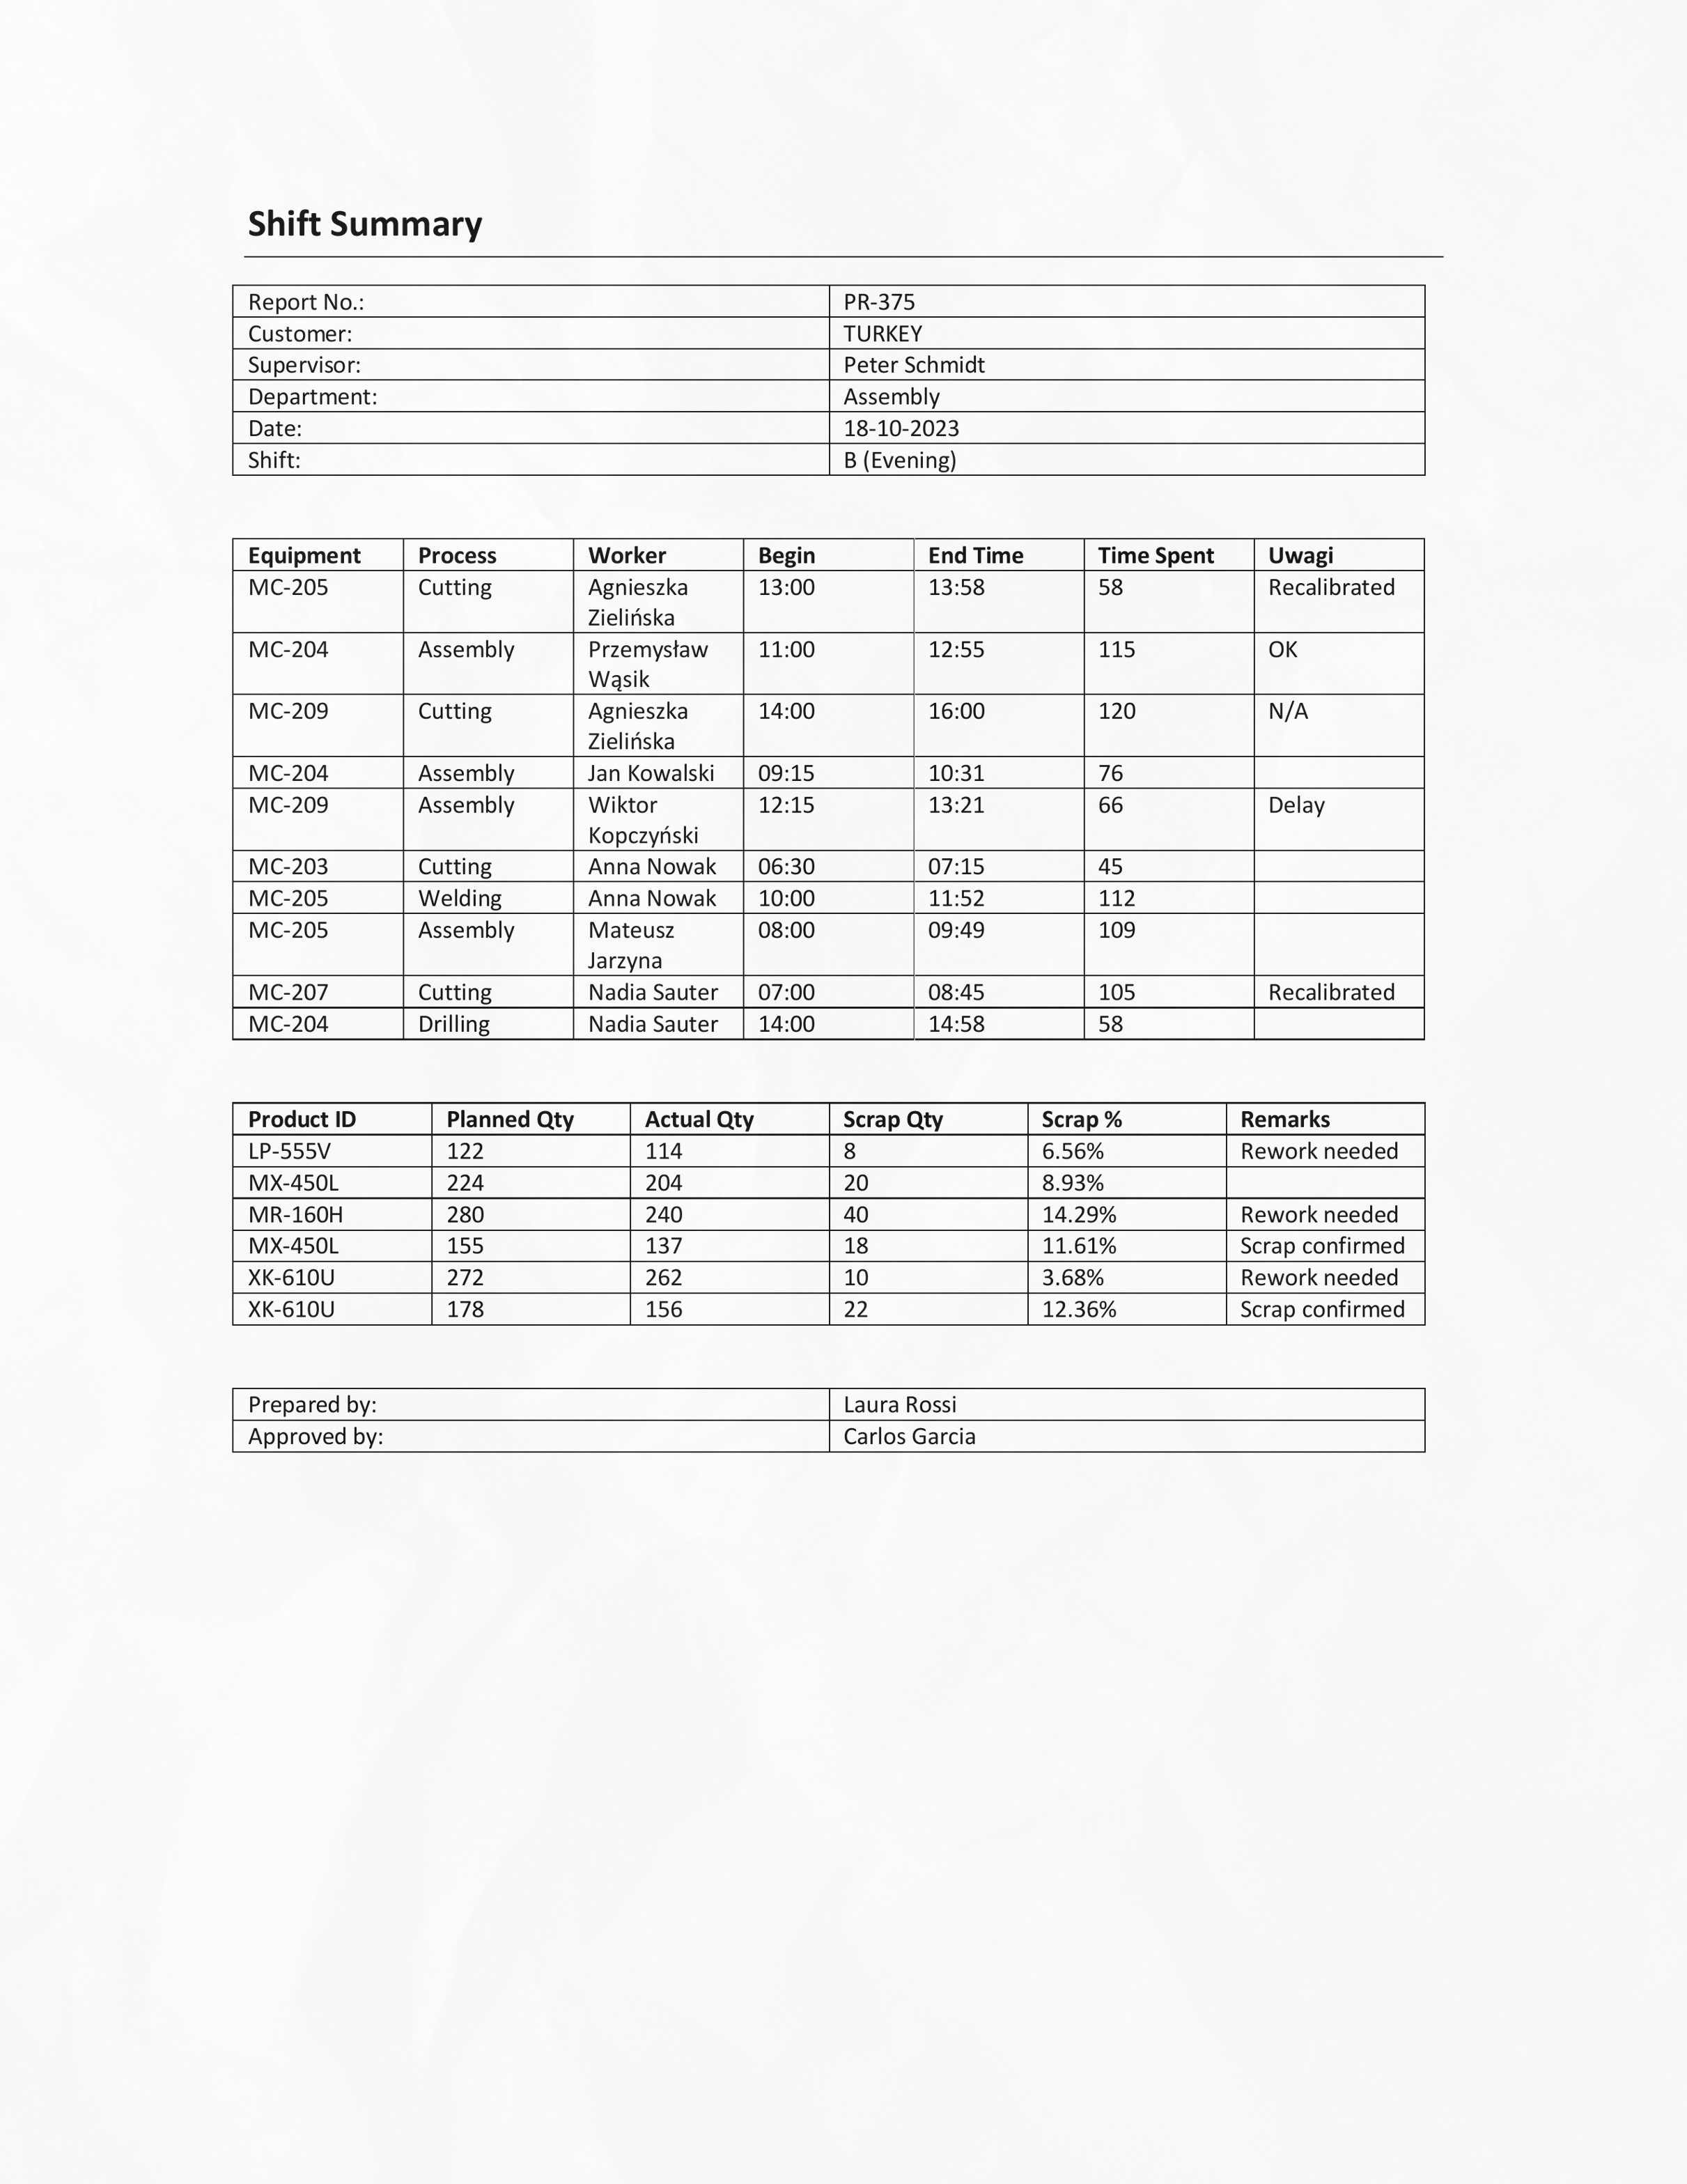 Shift Summary
Report No.: PR-375
Customer: TURKEY
Supervisor: Peter Schmidt
Department: Assembly
Date: 18-10-2023
Shift: B (Evening)
Equipment Process Worker Begin End Time Time Spent Uwagi
MC-205 Cutting Agnieszka 13:00 13:58 58 Recalibrated
Zielińska
MC-204 Assembly Przemysław 11:00 12:55 115 OK
Wąsik
MC-209 Cutting Agnieszka 14:00 16:00 120 N/A
Zielińska
MC-204 Assembly Jan Kowalski 09:15 10:31 76
MC-209 Assembly Wiktor 12:15 13:21 66 Delay
Kopczyński
MC-203 Cutting Anna Nowak 06:30 07:15 45
MC-205 Welding Anna Nowak 10:00 11:52 112
MC-205 Assembly Mateusz 08:00 09:49 109
Jarzyna
MC-207 Cutting Nadia Sauter 07:00 08:45 105 Recalibrated
MC-204 Drilling Nadia Sauter 14:00 14:58 58
Product ID Planned Qty Actual Qty Scrap Qty Scrap % Remarks
LP-555V 122 114 8 6.56% Rework needed
MX-450L 224 204 20 8.93%
MR-160H 280 240 40 14.29% Rework needed
MX-450L 155 137 18 11.61% Scrap confirmed
XK-610U 272 262 10 3.68% Rework needed
XK-610U 178 156 22 12.36% Scrap confirmed
Prepared by: Laura Rossi
Approved by: Carlos Garcia